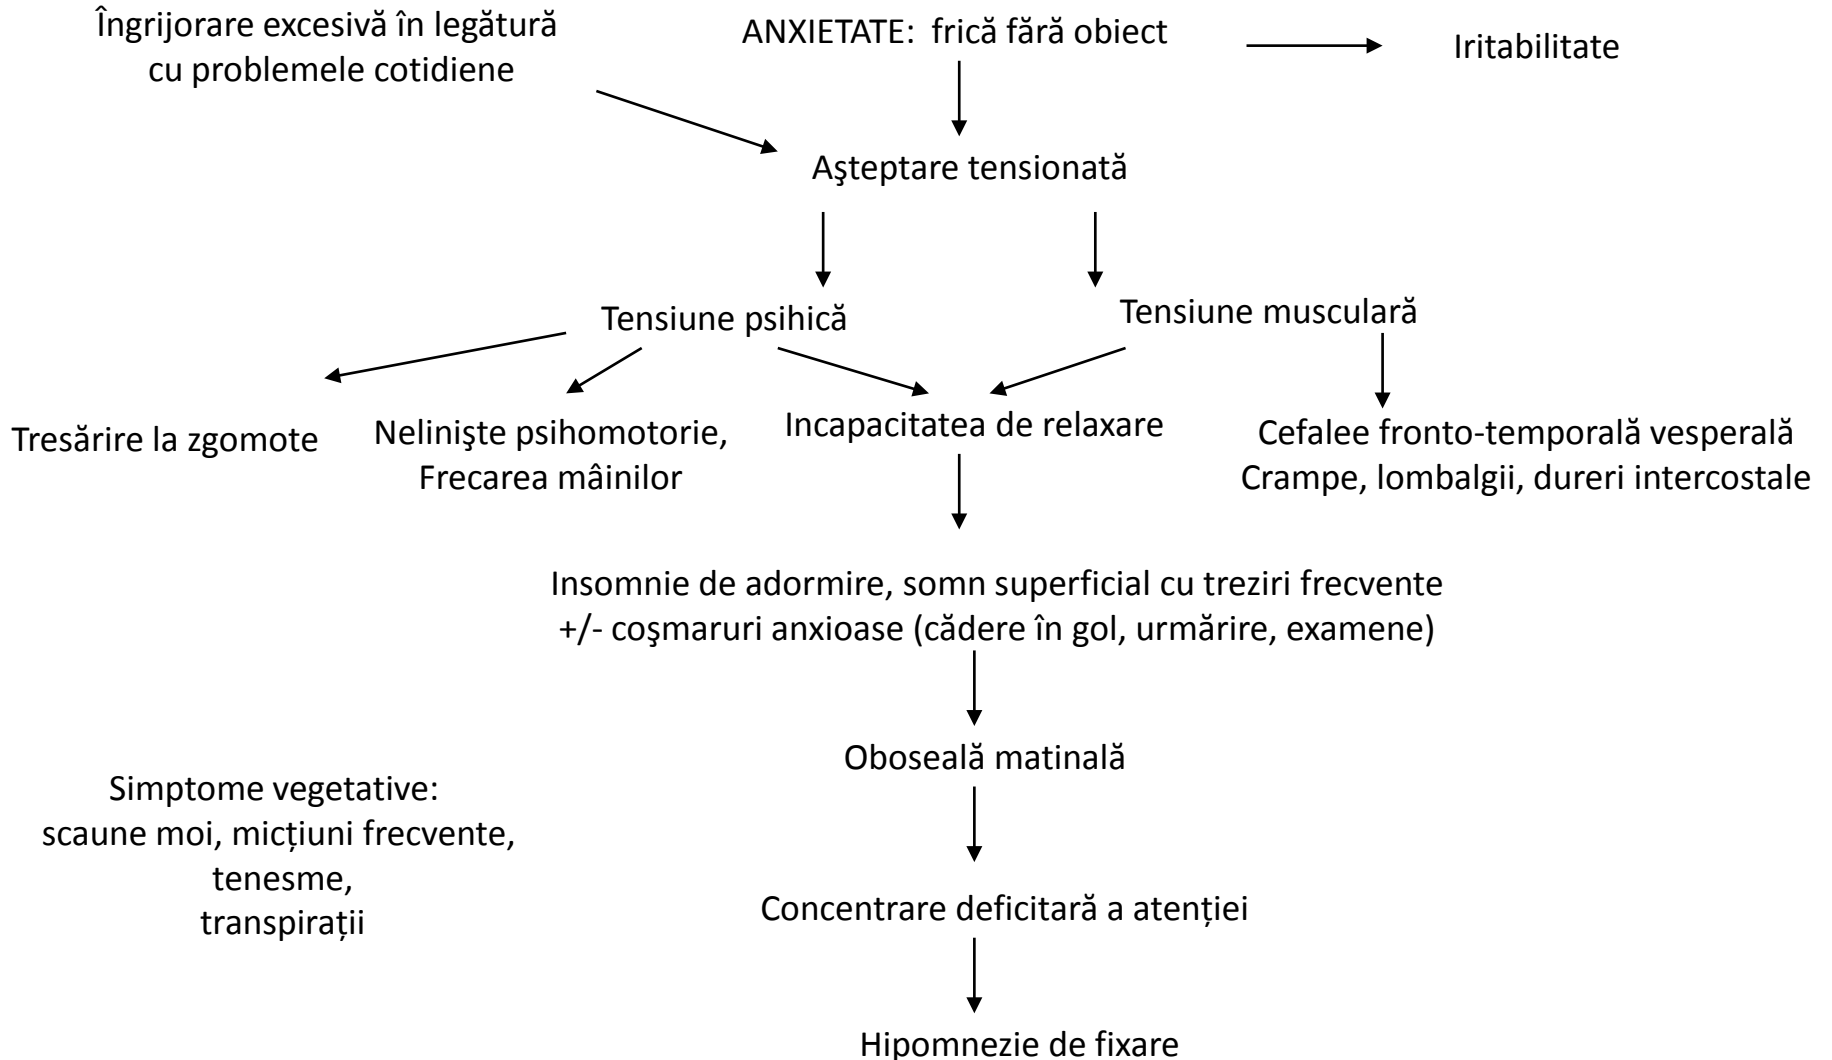 Îngrijorare excesivă în legătură
cu problemele cotidiene
ANXIETATE: frică fără obiect
Iritabilitate
Aşteptare tensionată
Tensiune psihică
Tensiune musculară
Tresărire la zgomote
Nelinişte psihomotorie,
Frecarea mâinilor
Incapacitatea de relaxare
Cefalee fronto-temporală vesperală
Crampe, lombalgii, dureri intercostale
Insomnie de adormire, somn superficial cu treziri frecvente
+/- coşmaruri anxioase (cădere în gol, urmărire, examene)
Oboseală matinală
Simptome vegetative:
scaune moi, micțiuni frecvente,
tenesme,
transpirații
Concentrare deficitară a atenției
Hipomnezie de fixare